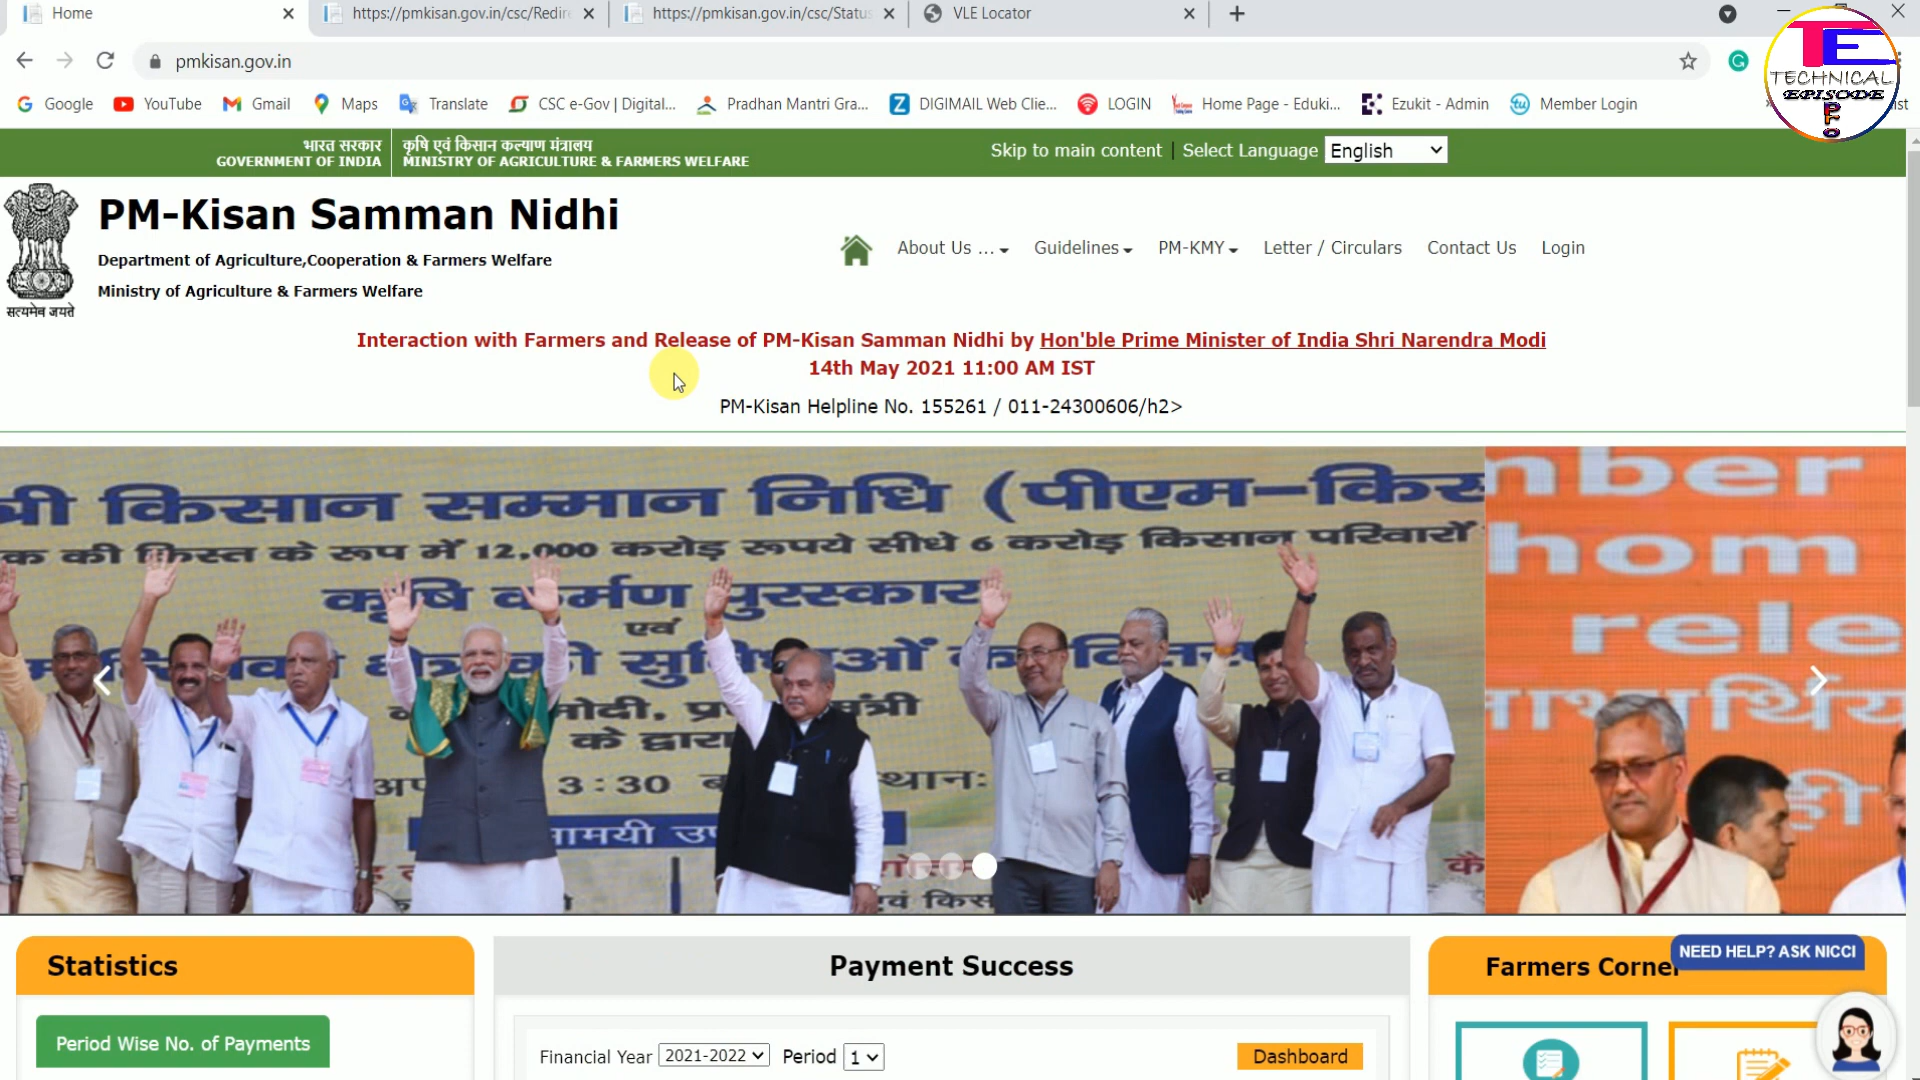 Home
https://pmkisan.gov.in/csc/Redire
https://pmkisan.gov.in/csc/Status
VLE Locator
pmkisan.gov.in
TE
TECHNICAL
EPISODE
Google
YouTube
Gmail
Maps
Translate
CSC e-Gov | Digital...
Pradhan Mantri Gra...
DIGIMAIL Web Clie...
LOGIN
Home Page - Eduki...
Ezukit - Admin
Member Login
भारत सरकार
GOVERNMENT OF INDIA
कृषि एवं किसान कल्याण मंत्रालय
MINISTRY OF AGRICULTURE & FARMERS WELFARE
Skip to main content
Select Language
English
PM-Kisan Samman Nidhi
Department of Agriculture,Cooperation & Farmers Welfare
Ministry of Agriculture & Farmers Welfare
सत्यमेव जयते
About Us ...
Guidelines
PM-KMY
Letter / Circulars
Contact Us
Login
Interaction with Farmers and Release of PM-Kisan Samman Nidhi by Hon'ble Prime Minister of India Shri Narendra Modi
14th May 2021 11:00 AM IST
PM-Kisan Helpline No. 155261 / 011-24300606/h2>
किसान सम्मान निधि (पीएम-किस
की किस्त के रूप में 12,000 करोड़ रूपये सीधे 6 करोड़ किसान परिवारों
कृषि कर्मण पुरस्कार
एवं
की सुविधाओं का
के द्वारा
3:30
hom
rele
Statistics
Period Wise No. of Payments
Payment Success
Financial Year 2021-2022 Period 1
Dashboard
Farmers Corner
NEED HELP? ASK NICCI